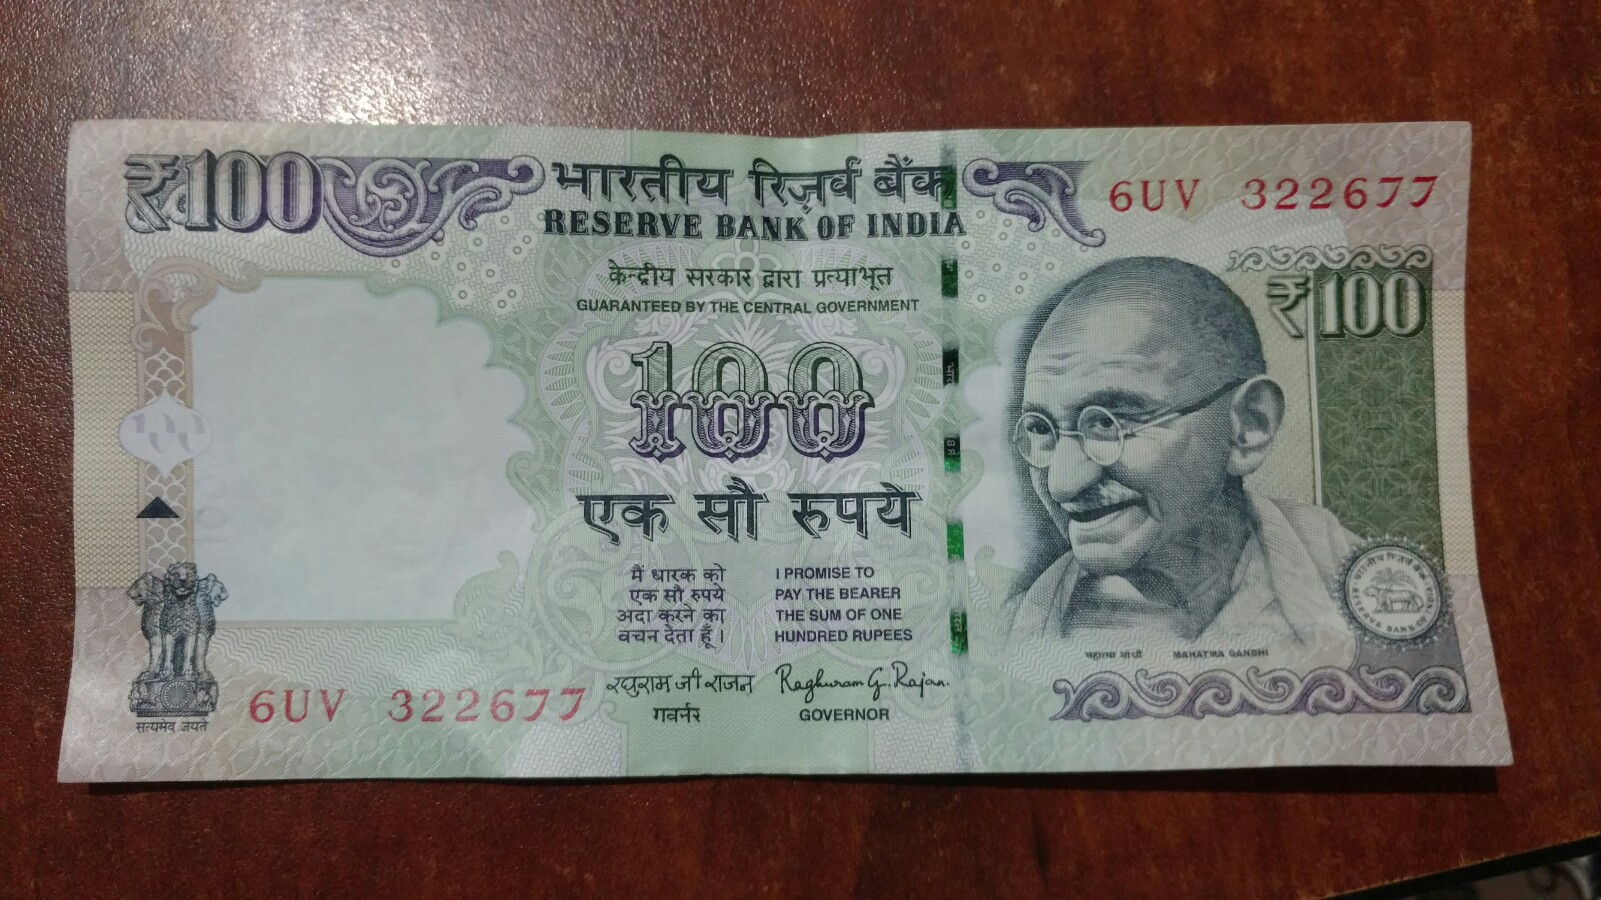 ₹100
भारतीय रिज़र्व बैंक
RESERVE BANK OF INDIA
6UV 322677
केन्द्रीय सरकार द्वारा प्रत्याभूत
GUARANTEED BY THE CENTRAL GOVERNMENT
₹100
100
100
एक सौ रुपये
मैं धारक को
एक सौ रुपये
अदा करने का
वचन देता हूँ।
I PROMISE TO
PAY THE BEARER
THE SUM OF ONE
HUNDRED RUPEES
रघुराम जी राजन
Raghuram G. Rajan.
गवर्नर
GOVERNOR
महात्मा गांधी MAHATMA GANDHI
भारतीय रिज़र्व बैंक
RESERVE BANK OF INDIA
6UV 322677
सत्यमेव जयते